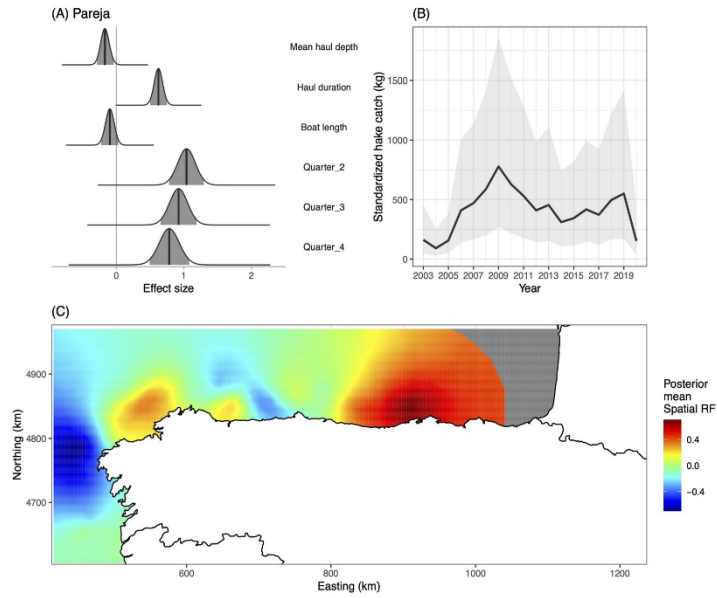 (A) Pareja
Mean haul depth
Haul duration
Boat length
Quarter_2
Quarter_3
Quarter_4
0
1
2
Effect size
(B)
Standardized hake catch (kg)
1500
1000
500
0
2003
2005
2007
2009
2011
2013
2015
2017
2019
Year
(C)
Northing (km)
4900
4800
4700
600
800
1000
1200
Easting (km)
Posterior
mean
Spatial RF
0.4
0.0
−0.4